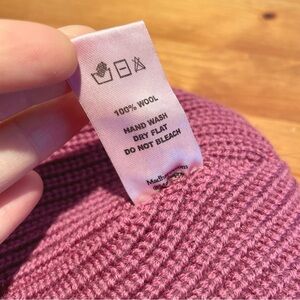 100% WOOL
HAND WASH
DRY FLAT
DO NOT BLEACH